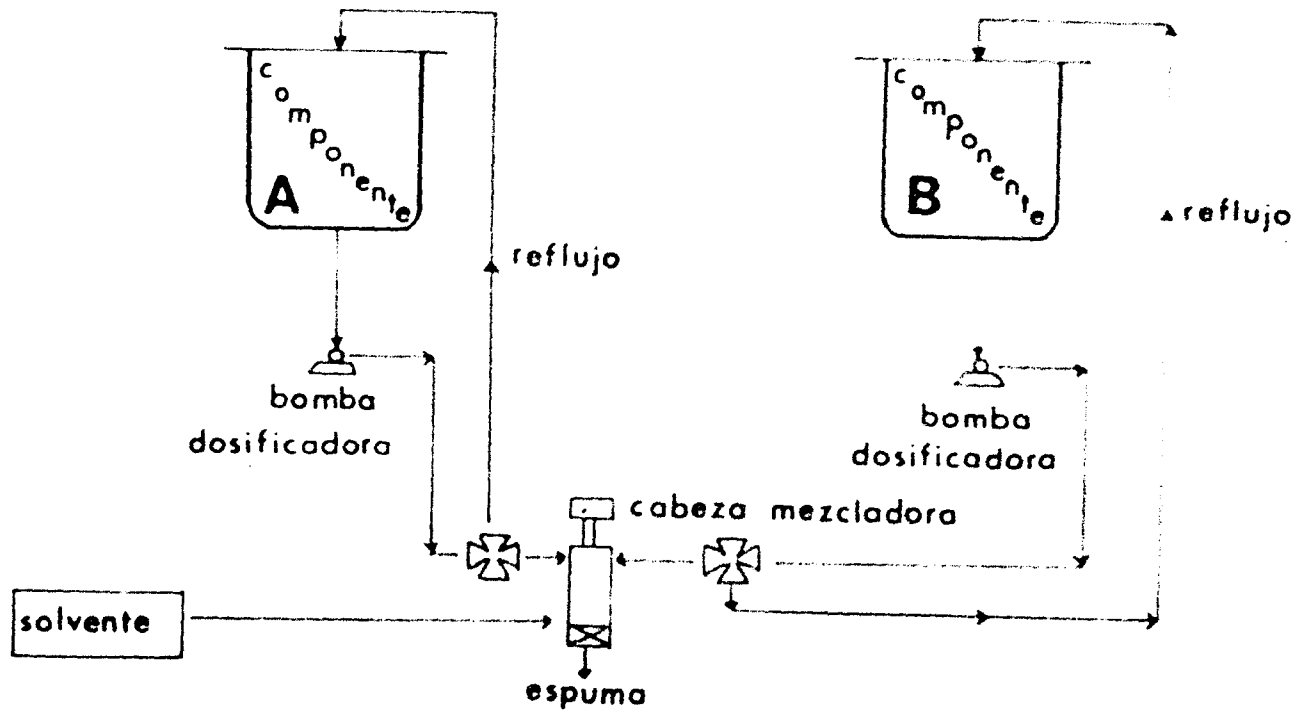 componente
A
componente
B
reflujo
reflujo
bomba
dosificadora
bomba
dosificadora
cabeza mezcladora
solvente
espuma